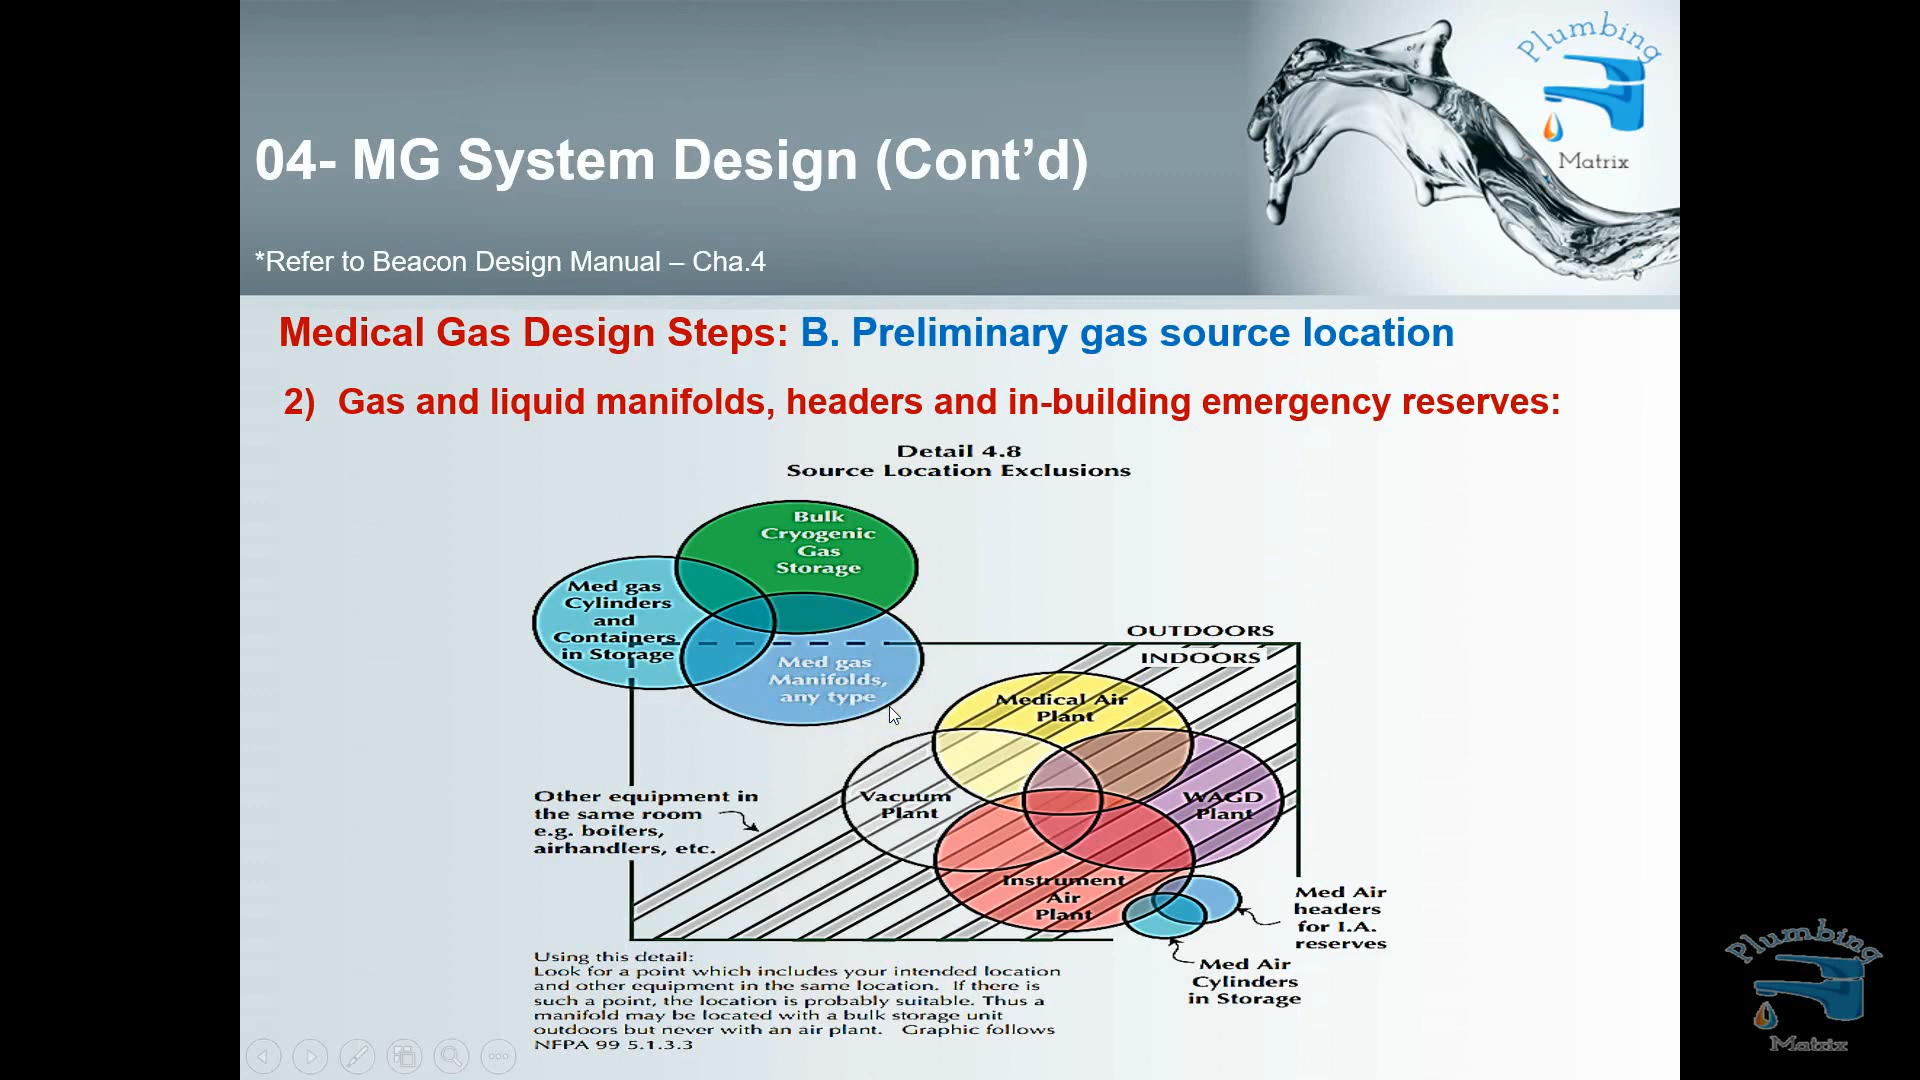 Plumbing
Matrix
04- MG System Design (Cont’d)
*Refer to Beacon Design Manual – Cha.4
Medical Gas Design Steps: B. Preliminary gas source location
2) Gas and liquid manifolds, headers and in-building emergency reserves:
Detail 4.8
Source Location Exclusions
Bulk
Cryogenic
Gas
Storage
Med gas
Cylinders
and
Containers
in Storage
OUTDOORS
INDOORS
Med gas
Manifolds,
any type
Medical Air
Plant
Vacuum
Plant
WAGD
Plant
Other equipment in
the same room
e.g. boilers,
airhandlers, etc.
Instrument
Air
Plant
Med Air
headers
for I.A.
reserves
Med Air
Cylinders
in Storage
Using this detail:
Look for a point which includes your intended location
and other equipment in the same location. If there is
such a point, the location is probably suitable. Thus a
manifold may be located with a bulk storage unit
outdoors but never with an air plant. Graphic follows
NFPA 99 5.1.3.3
Plumbing
Matrix